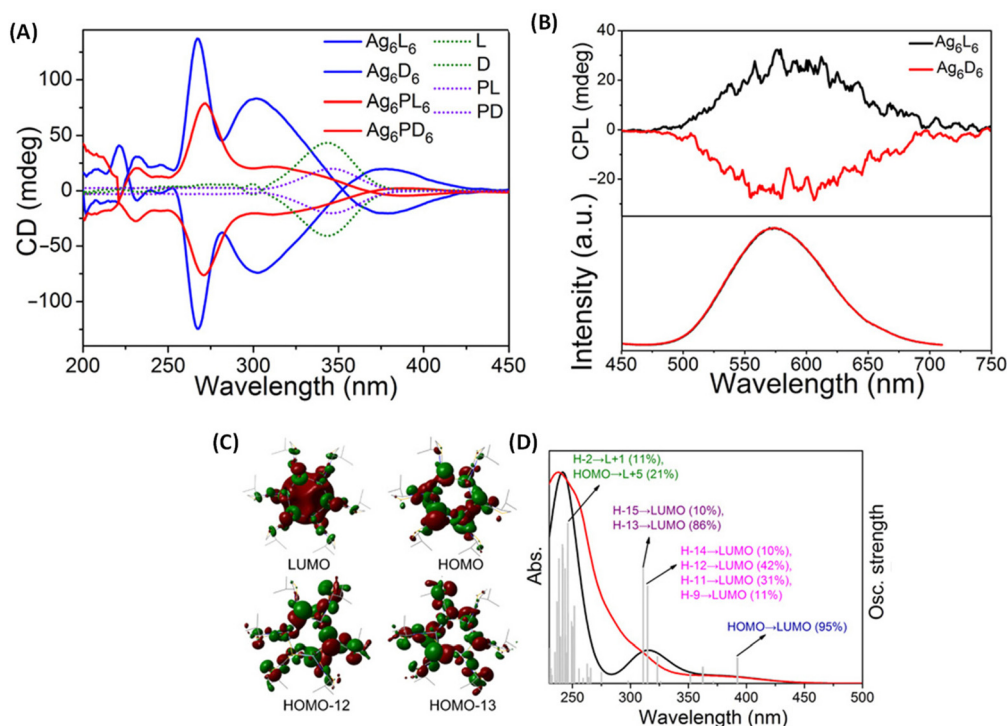 (A)
CD (mdeg)
100
50
0
−50
−100
200 250 300 350 400 450
Wavelength (nm)
Ag₆L₆
Ag₆D₆
Ag₆PL₆
Ag₆PD₆
L
D
PL
PD
(B)
CPL (mdeg)
40
20
0
−20
Ag₆L₆
Ag₆D₆
Intensity (a.u.)
450 500 550 600 650 700 750
Wavelength (nm)
(C)
LUMO
HOMO
HOMO-12
HOMO-13
(D)
Abs.
H-2→L+1 (11%),
HOMO→L+5 (21%)
H-15→LUMO (10%),
H-13→LUMO (86%)
H-14→LUMO (10%),
H-12→LUMO (42%),
H-11→LUMO (31%),
H-9→LUMO (11%)
HOMO→LUMO (95%)
Osc. strength
250 300 350 400 450 500
Wavelength (nm)